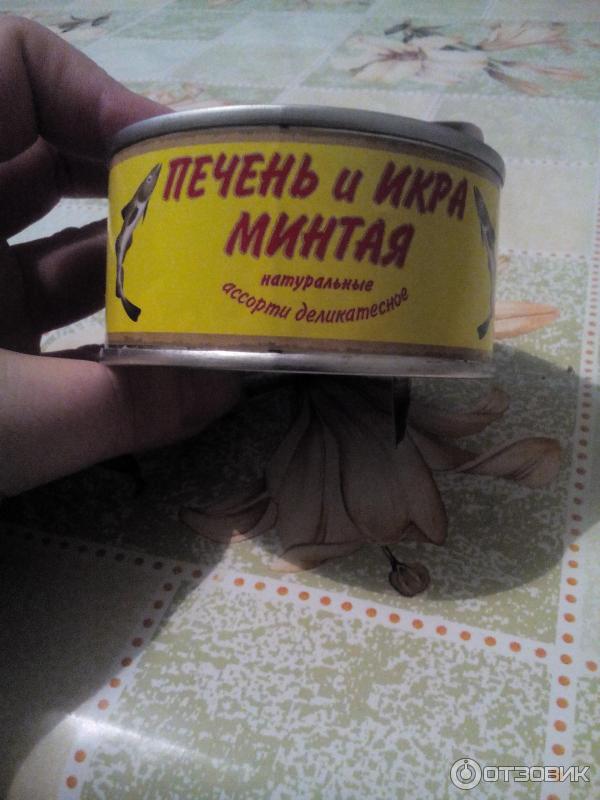 ПЕЧЕНЬ и ИКРА
МИНТАЯ
натуральные
ассорти деликатесное
ОТЗОВИК